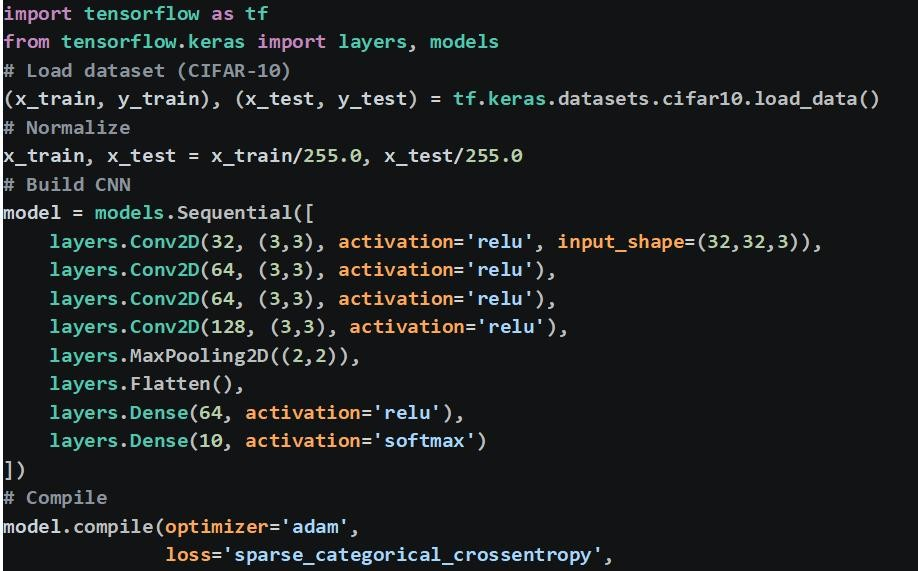 import tensorflow as tf
from tensorflow.keras import layers, models
# Load dataset (CIFAR-10)
(x_train, y_train), (x_test, y_test) = tf.keras.datasets.cifar10.load_data()
# Normalize
x_train, x_test = x_train/255.0, x_test/255.0
# Build CNN
model = models.Sequential([
    layers.Conv2D(32, (3,3), activation='relu', input_shape=(32,32,3)),
    layers.Conv2D(64, (3,3), activation='relu'),
    layers.Conv2D(64, (3,3), activation='relu'),
    layers.Conv2D(128, (3,3), activation='relu'),
    layers.MaxPooling2D((2,2)),
    layers.Flatten(),
    layers.Dense(64, activation='relu'),
    layers.Dense(10, activation='softmax')
])
# Compile
model.compile(optimizer='adam',
              loss='sparse_categorical_crossentropy',